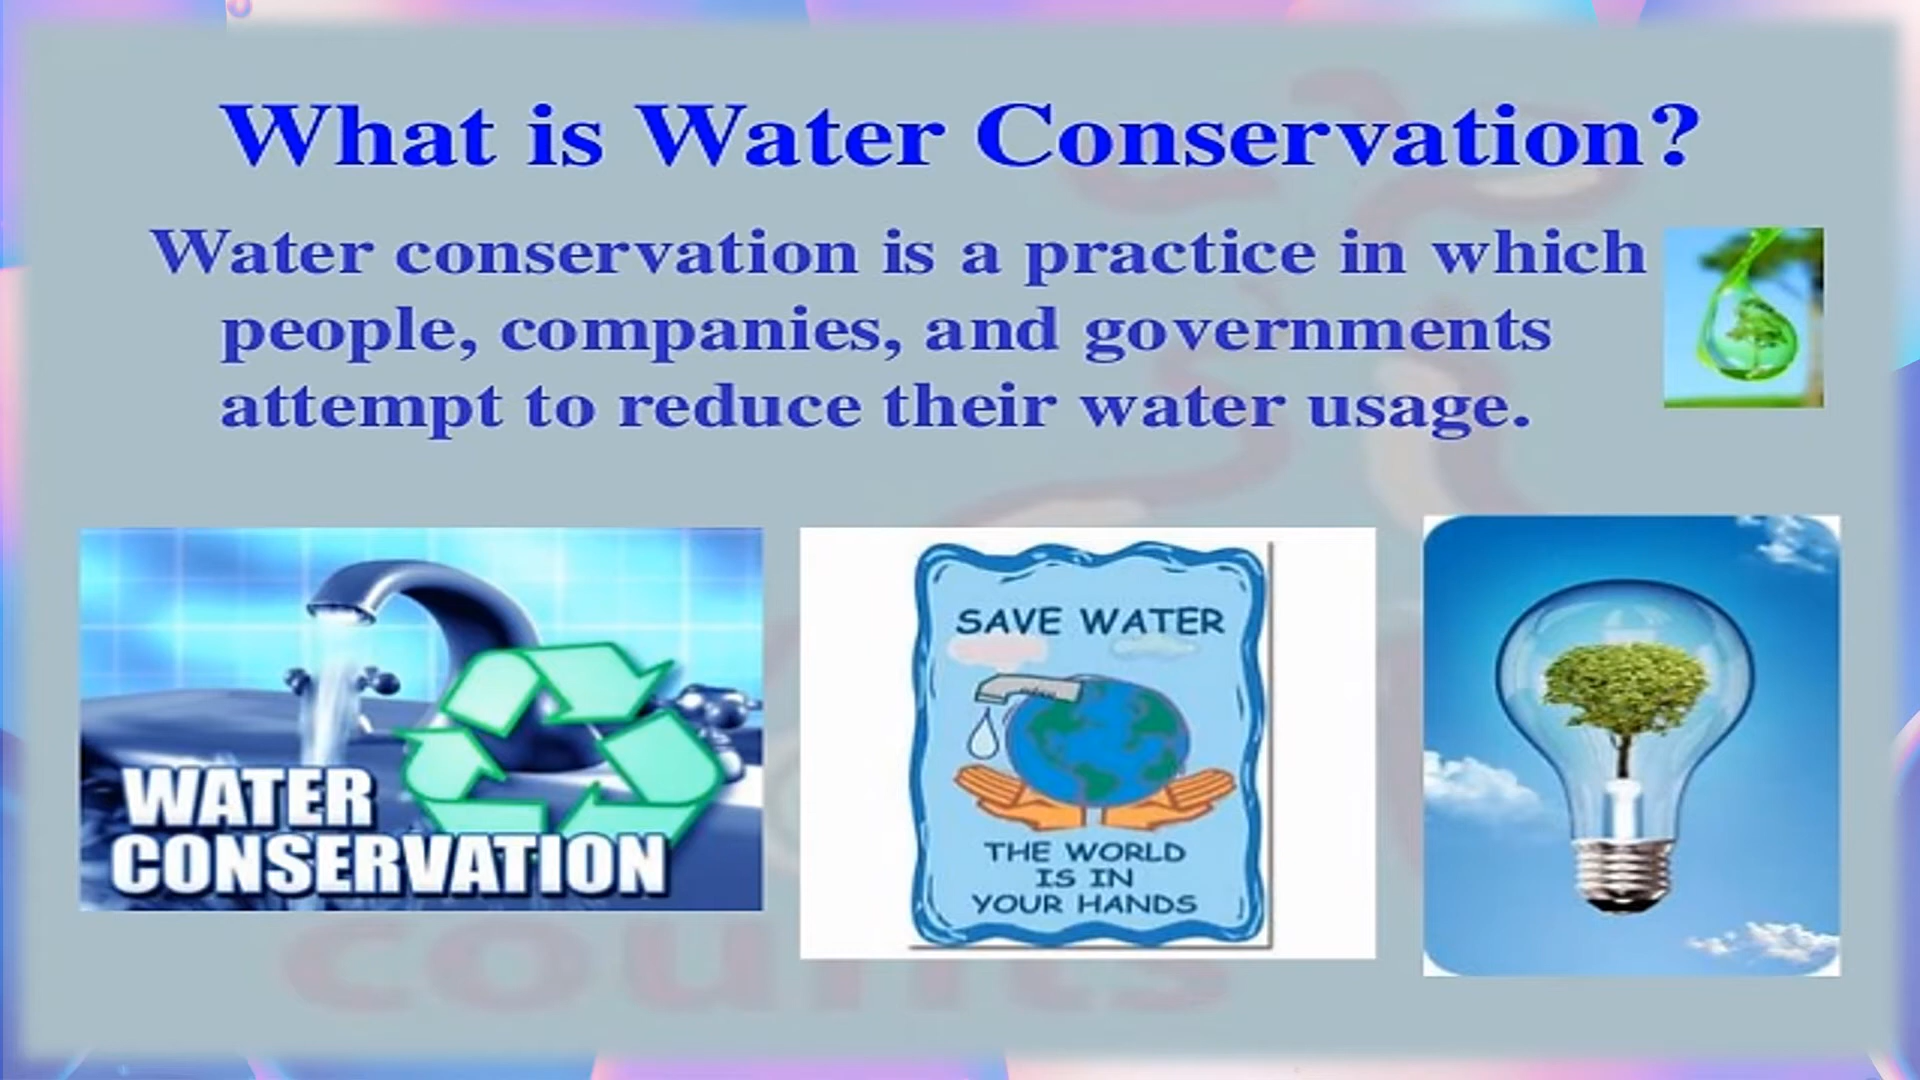 What is Water Conservation?
Water conservation is a practice in which
people, companies, and governments
attempt to reduce their water usage.
WATER
CONSERVATION
SAVE WATER
THE WORLD
IS IN
YOUR HANDS
counts